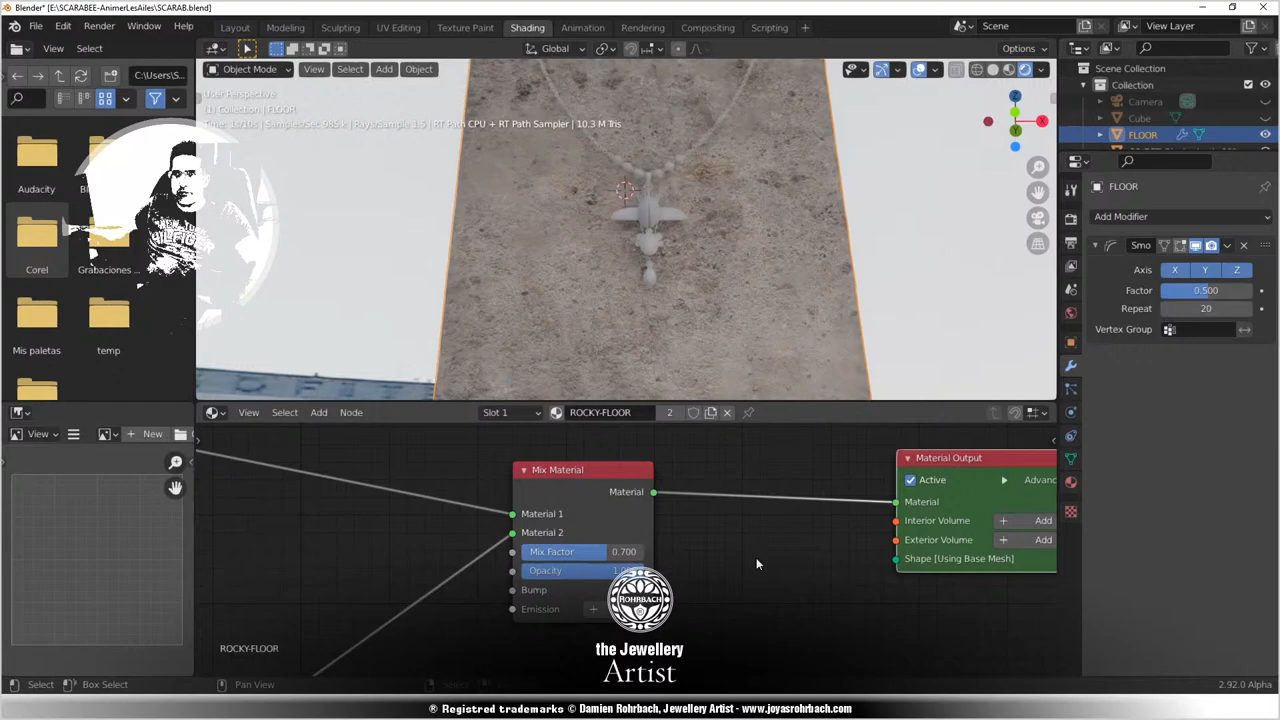 Blender* [E:\SCARABEE-AnimerLesAiles\SCARAB.blend]
File Edit Render Window Help
Layout Modeling Sculpting UV Editing Texture Paint Shading Animation Rendering Compositing Scripting +
Scene
View Layer
View Select
Global
Options
C:\Users\S...
Object Mode View Select Add Object
User Perspective
(1) Collection | FLOOR
Scene Collection
Collection
Camera
Cube
FLOOR
Audacity
Corel
Grabaciones ...
Mis paletas
temp
FLOOR
Add Modifier
Smo
Axis X Y Z
Factor 0.500
Repeat 20
Vertex Group
View Select Add Node
Slot 1
ROCKY-FLOOR 2
View
New
Mix Material
Material
Material 1
Material 2
Mix Factor 0.700
Opacity
Bump
Emission
Material Output
Active
Advanc
Material
Interior Volume + Add
Exterior Volume + Add
Shape [Using Base Mesh]
NEW YORK
HILFIGER
ROHRBACH
the Jewellery
Artist
ROCKY-FLOOR
Select Box Select Pan View
2.92.0 Alpha
® Registered trademarks © Damien Rohrbach, Jewellery Artist - www.joyasrohrbach.com